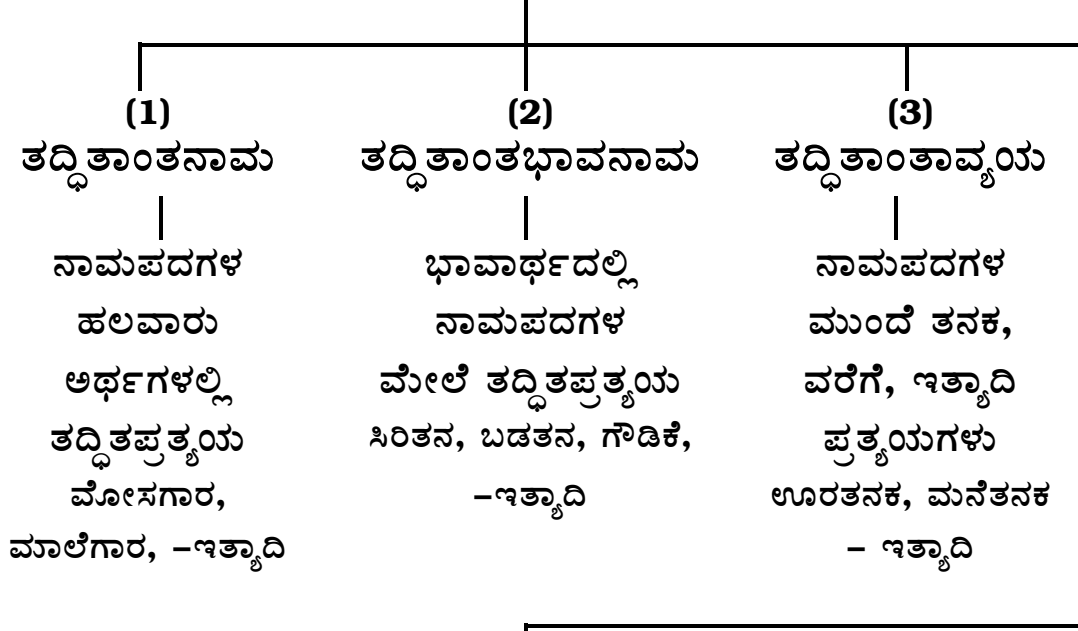 (1)
ತದ್ಧಿತಾಂತನಾಮ
ನಾಮಪದಗಳ
ಹಲವಾರು
ಅರ್ಥಗಳಲ್ಲಿ
ತದ್ಧಿತಪ್ರತ್ಯಯ
ಮೋಸಗಾರ,
ಮಾಲೆಗಾರ, –ಇತ್ಯಾದಿ
(2)
ತದ್ಧಿತಾಂತಭಾವನಾಮ
ಭಾವಾರ್ಥದಲ್ಲಿ
ನಾಮಪದಗಳ
ಮೇಲೆ ತದ್ಧಿತಪ್ರತ್ಯಯ
ಸಿರಿತನ, ಬಡತನ, ಗೌಡಿಕೆ,
–ಇತ್ಯಾದಿ
(3)
ತದ್ಧಿತಾಂತಾವ್ಯಯ
ನಾಮಪದಗಳ
ಮುಂದೆ ತನಕ,
ವರೆಗೆ, ಇತ್ಯಾದಿ
ಪ್ರತ್ಯಯಗಳು
ಊರತನಕ, ಮನೆತನಕ
– ಇತ್ಯಾದಿ